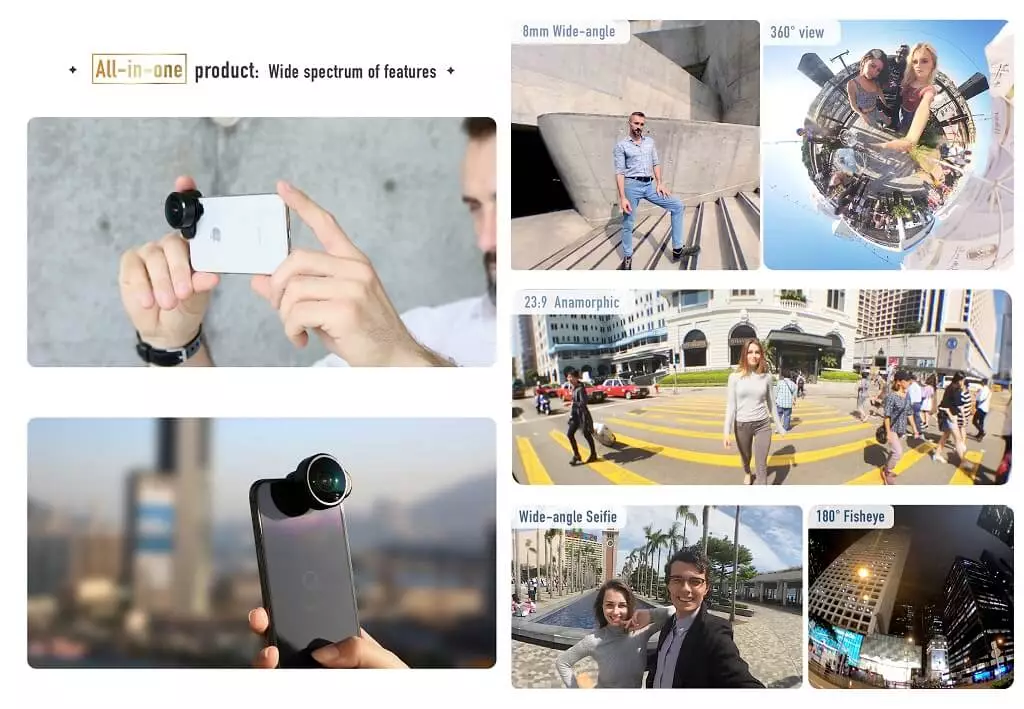 All-in-one product: Wide spectrum of features
8mm Wide-angle
360° view
23:9 Anamorphic
Wide-angle Seifie
180° Fisheye